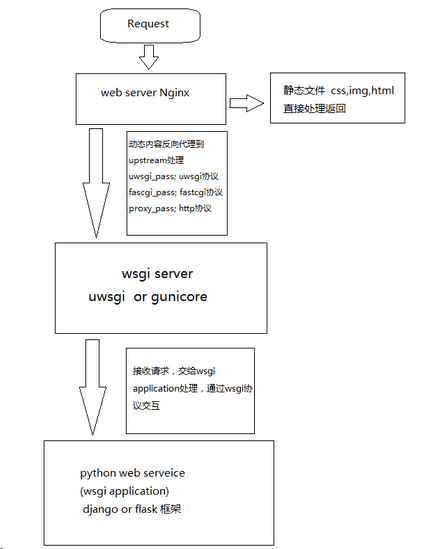 Request
web server Nginx
静态文件 css,img,html
直接处理返回
动态内容反向代理到
upstream处理
uwsgi_pass; uwsgi协议
fascgi_pass; fastcgi协议
proxy_pass; http协议
wsgi server
uwsgi or gunicore
接收请求，交给wsgi
application处理，通过wsgi协
议交互
python web serveice
(wsgi application)
django or flask 框架